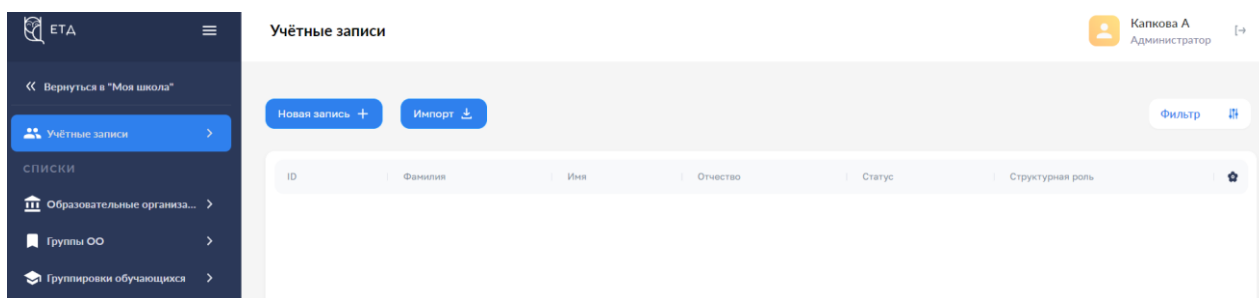 ЕТД
Учётные записи
Капкова А
Администратор
Вернуться в "Моя школа"
Новая запись +
Импорт
Фильтр
Учётные записи
СПИСКИ
ID Фамилия Имя Отчество Статус Структурная роль
Образовательные организа...
Группы ОО
Группировки обучающихся